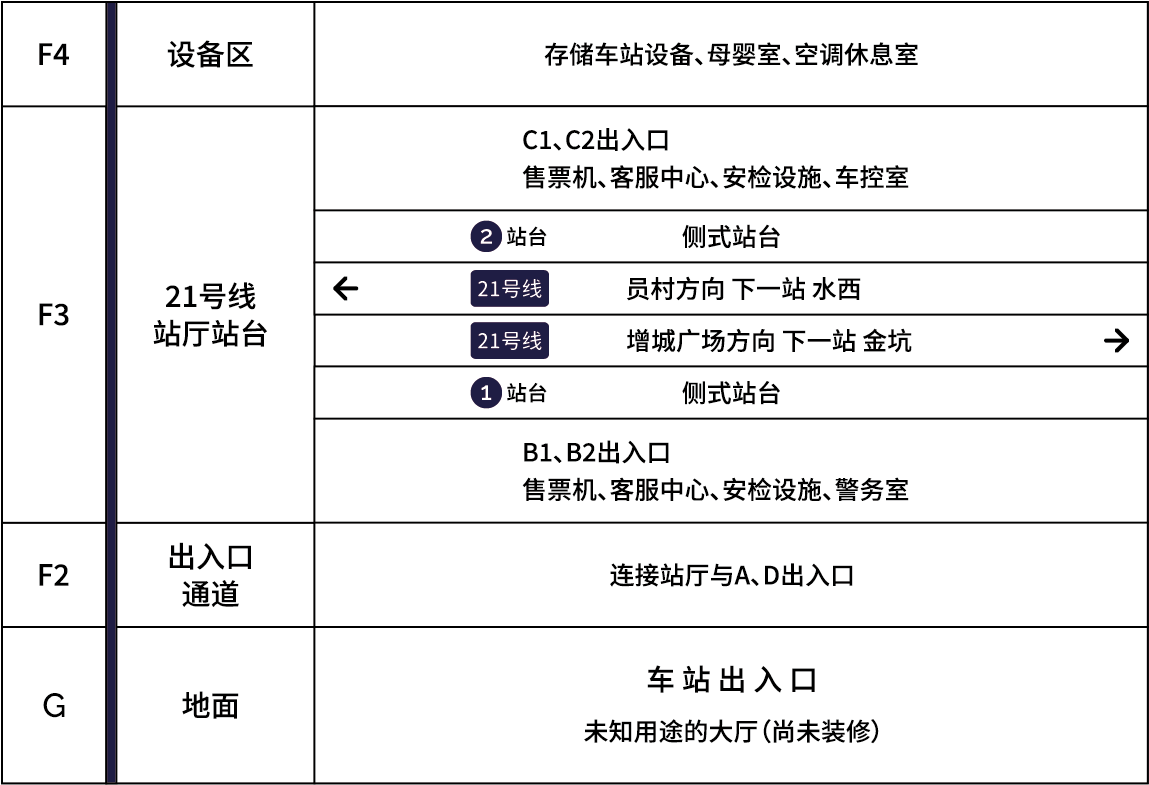 F4
设备区
存储车站设备、母婴室、空调休息室
F3
21号线
站厅站台
C1、C2出入口
售票机、客服中心、安检设施、车控室
2 站台 侧式站台
← 21号线 员村方向 下一站 水西
21号线 增城广场方向 下一站 金坑 →
1 站台 侧式站台
B1、B2出入口
售票机、客服中心、安检设施、警务室
F2
出入口
通道
连接站厅与A、D出入口
G
地面
车站出入口
未知用途的大厅（尚未装修）